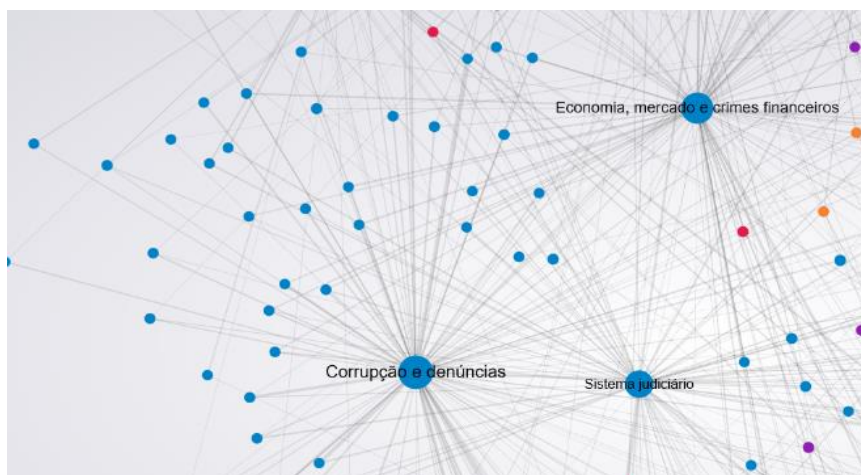 Economia, mercado e crimes financeiros
Corrupção e denúncias
Sistema judiciário